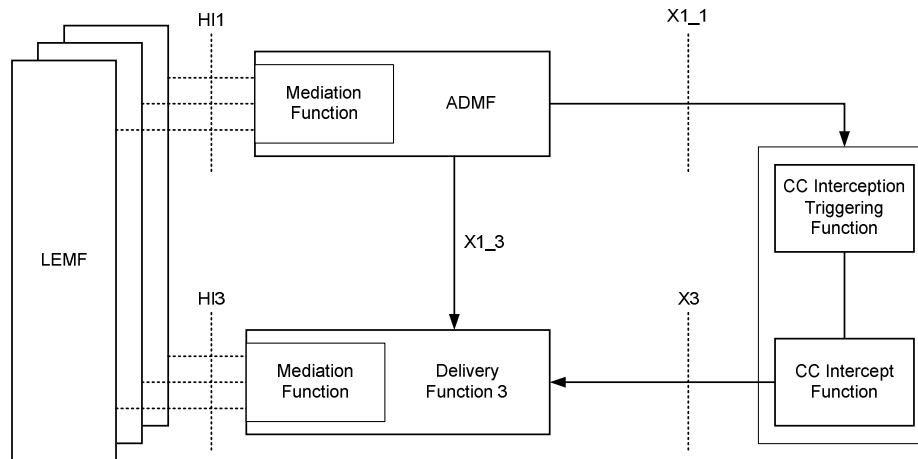 HI1
X1_1
Mediation
Function
ADMF
CC Interception
Triggering
Function
LEMF
X1_3
HI3
X3
Mediation
Function
Delivery
Function 3
CC Intercept
Function